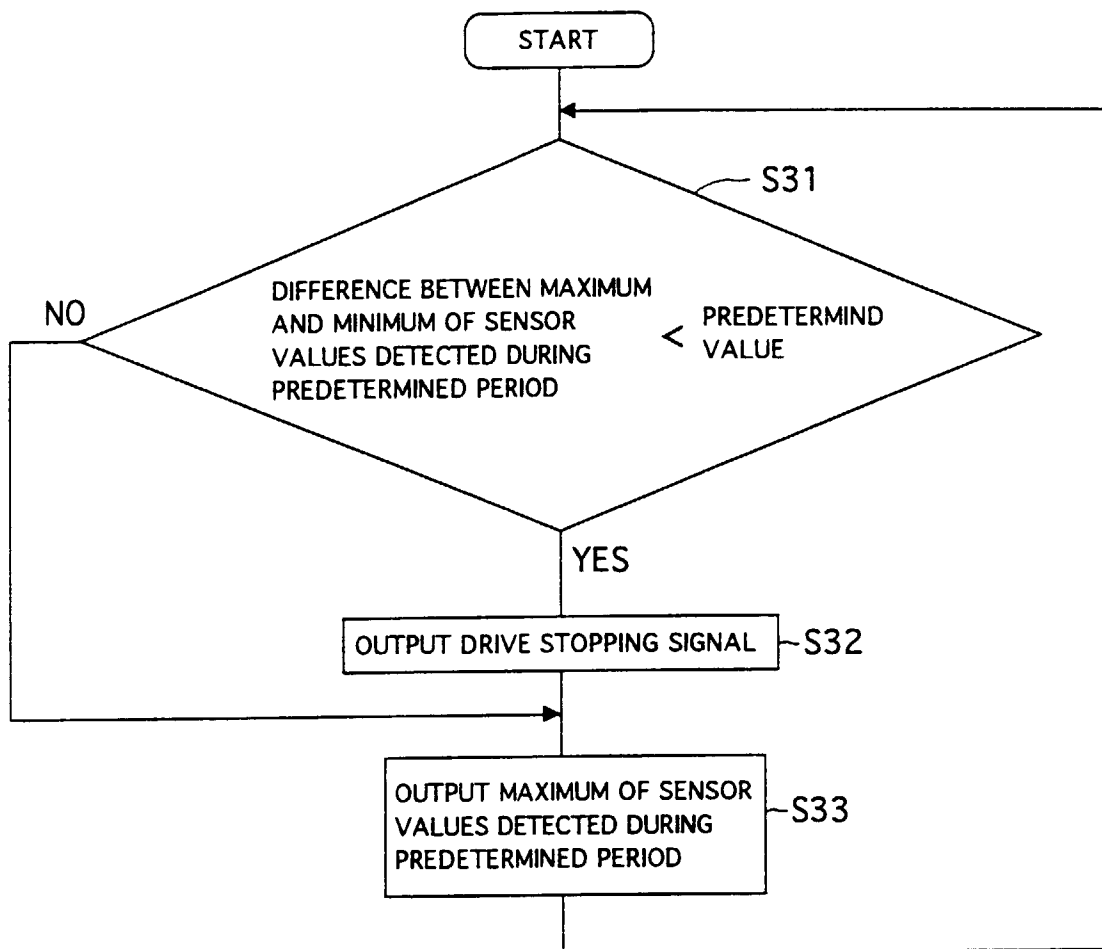 START
S31
DIFFERENCE BETWEEN MAXIMUM
AND MINIMUM OF SENSOR
VALUES DETECTED DURING
PREDETERMINED PERIOD
<
PREDETERMIND
VALUE
NO
YES
OUTPUT DRIVE STOPPING SIGNAL
S32
OUTPUT MAXIMUM OF SENSOR
VALUES DETECTED DURING
PREDETERMINED PERIOD
S33